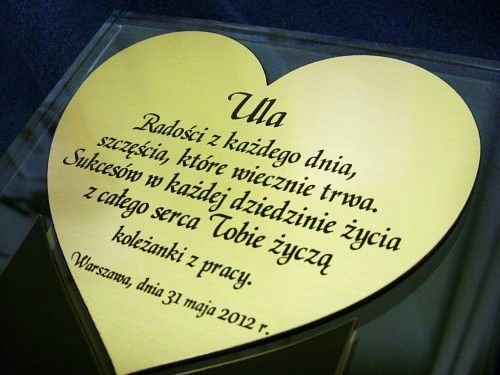 Ula
Radości z każdego dnia,
szczęścia, które wiecznie trwa.
Sukcesów w każdej dziedzinie życia
z całego serca Tobie życzą
koleżanki z pracy.
Warszawa, dnia 31 maja 2012 r.